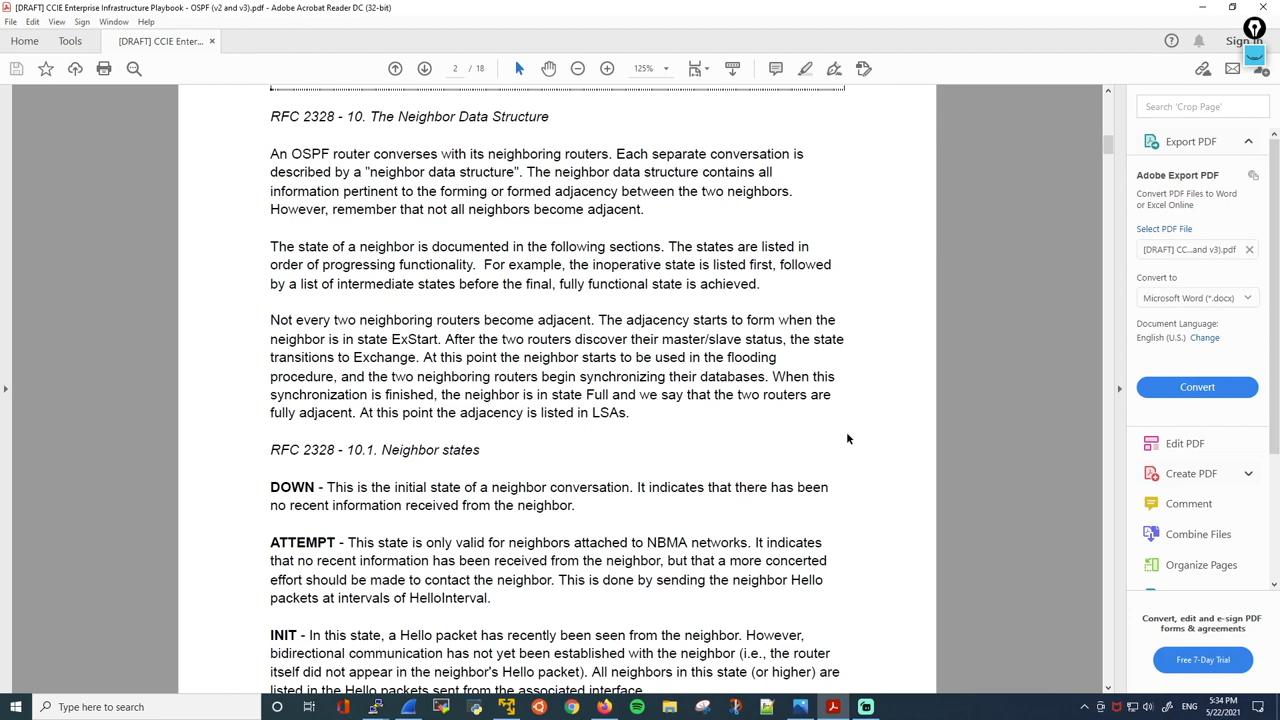 [DRAFT] CCIE Enterprise Infrastructure Playbook - OSPF (v2 and v3).pdf - Adobe Acrobat Reader DC (32-bit)
File Edit View Sign Window Help
Home Tools [DRAFT] CCIE Enter... × Sign In
2 / 18 125%
RFC 2328 - 10. The Neighbor Data Structure
An OSPF router converses with its neighboring routers. Each separate conversation is
described by a "neighbor data structure". The neighbor data structure contains all
information pertinent to the forming or formed adjacency between the two neighbors.
However, remember that not all neighbors become adjacent.
The state of a neighbor is documented in the following sections. The states are listed in
order of progressing functionality.  For example, the inoperative state is listed first, followed
by a list of intermediate states before the final, fully functional state is achieved.
Not every two neighboring routers become adjacent. The adjacency starts to form when the
neighbor is in state ExStart. After the two routers discover their master/slave status, the state
transitions to Exchange. At this point the neighbor starts to be used in the flooding
procedure, and the two neighboring routers begin synchronizing their databases. When this
synchronization is finished, the neighbor is in state Full and we say that the two routers are
fully adjacent. At this point the adjacency is listed in LSAs.
RFC 2328 - 10.1. Neighbor states
DOWN - This is the initial state of a neighbor conversation. It indicates that there has been
no recent information received from the neighbor.
ATTEMPT - This state is only valid for neighbors attached to NBMA networks. It indicates
that no recent information has been received from the neighbor, but that a more concerted
effort should be made to contact the neighbor. This is done by sending the neighbor Hello
packets at intervals of HelloInterval.
INIT - In this state, a Hello packet has recently been seen from the neighbor. However,
bidirectional communication has not yet been established with the neighbor (i.e., the router
itself did not appear in the neighbor's Hello packet). All neighbors in this state (or higher) are
listed in the Hello packets sent from the associated interface.
Search 'Crop Page'
Export PDF
Adobe Export PDF
Convert PDF Files to Word
or Excel Online
Select PDF File
[DRAFT] CC...and v3).pdf
Convert to
Microsoft Word (*.docx)
Document Language:
English (U.S.) Change
Convert
Edit PDF
Create PDF
Comment
Combine Files
Organize Pages
Convert, edit and e-sign PDF
forms & agreements
Free 7-Day Trial
Type here to search
ENG
5:34 PM
5/22/2021